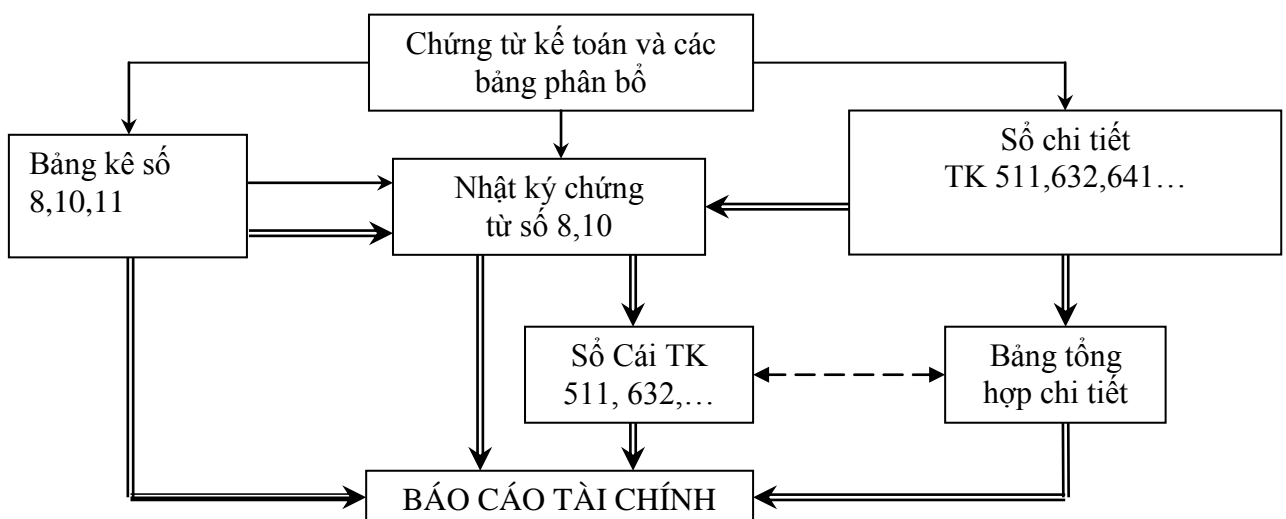 Chứng từ kế toán và các
bảng phân bổ
Bảng kê số
8,10,11
Nhật ký chứng
từ số 8,10
Sổ chi tiết
TK 511,632,641…
Sổ Cái TK
511, 632,…
Bảng tổng
hợp chi tiết
BÁO CÁO TÀI CHÍNH